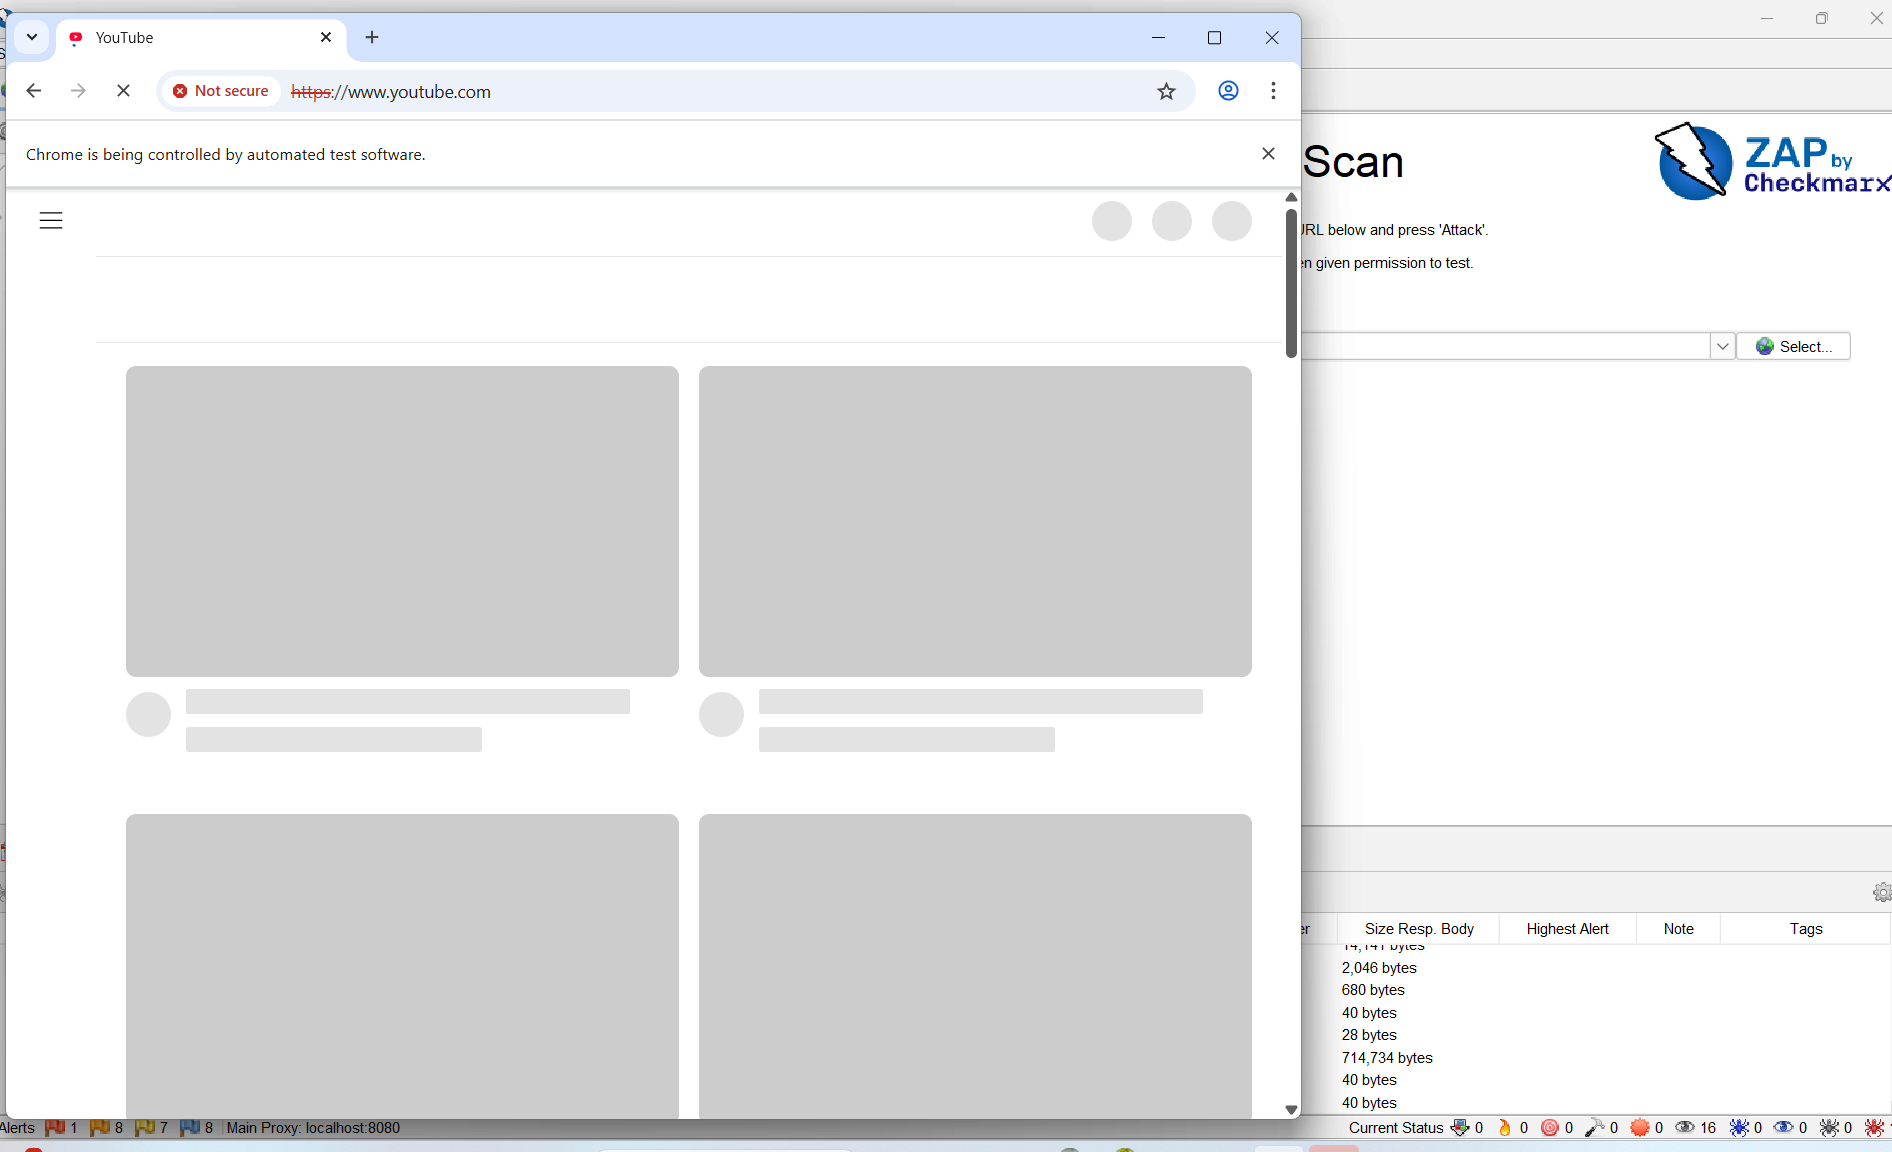 YouTube
Not secure
https://www.youtube.com
Chrome is being controlled by automated test software.
Scan
ZAP by
Checkmarx
URL below and press 'Attack'.
given permission to test.
Select...
Size Resp. Body
Highest Alert
Note
Tags
14,141 bytes
2,046 bytes
680 bytes
40 bytes
28 bytes
714,734 bytes
40 bytes
40 bytes
Alerts 1 8 7 8 Main Proxy: localhost:8080
Current Status 0 0 0 0 0 16 0 0 0